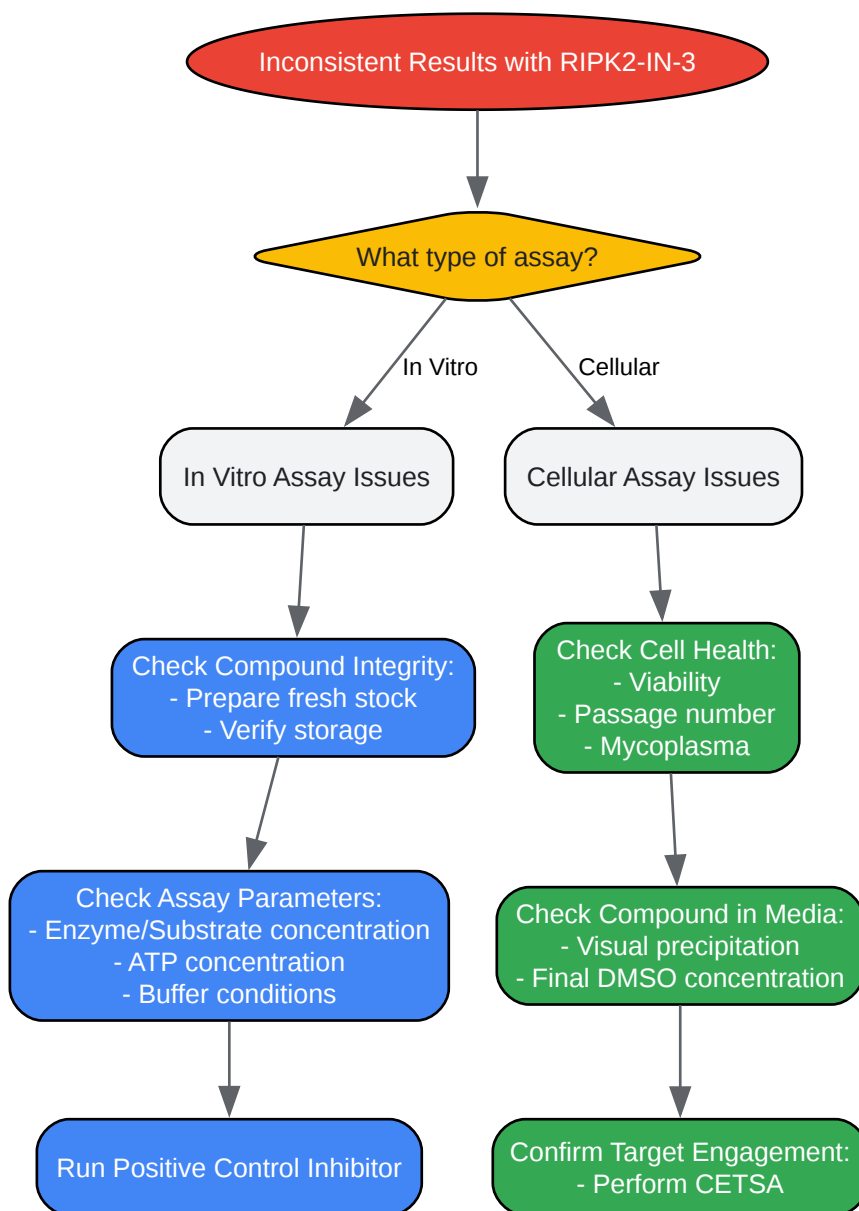 Inconsistent Results with RIPK2-IN-3
What type of assay?
In Vitro
Cellular
In Vitro Assay Issues
Cellular Assay Issues
Check Compound Integrity:
- Prepare fresh stock
- Verify storage
Check Cell Health:
- Viability
- Passage number
- Mycoplasma
Check Assay Parameters:
- Enzyme/Substrate concentration
- ATP concentration
- Buffer conditions
Check Compound in Media:
- Visual precipitation
- Final DMSO concentration
Run Positive Control Inhibitor
Confirm Target Engagement:
- Perform CETSA